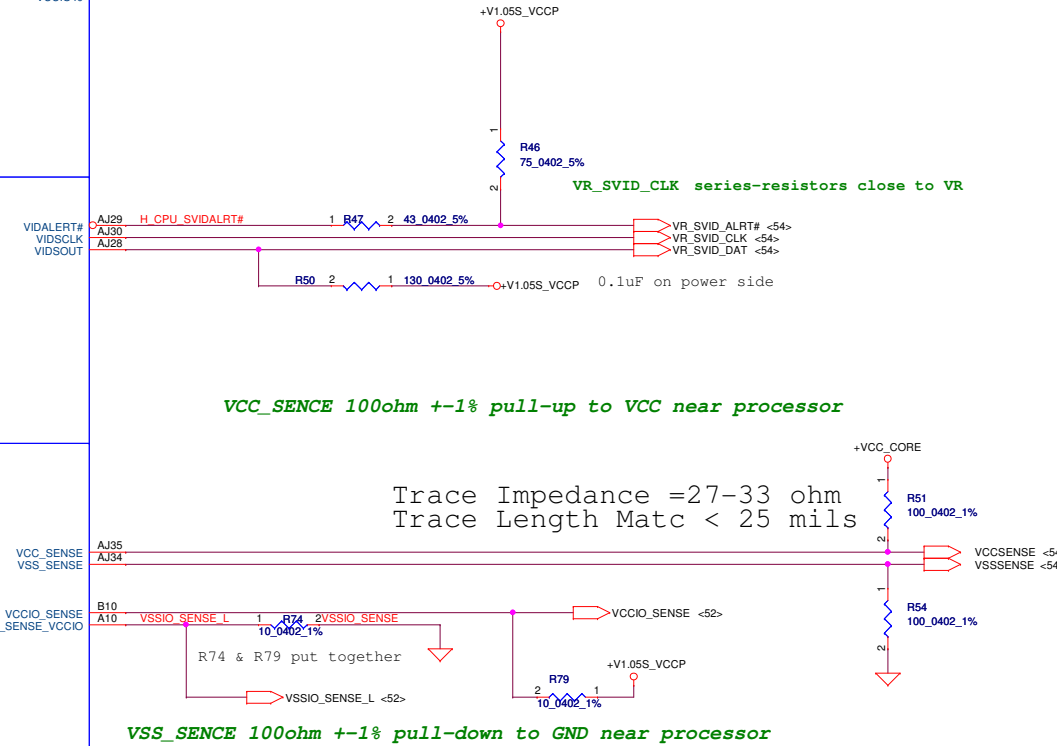 +V1.05S_VCCP
1
R46
75_0402_5%
2
VR_SVID_CLK series-resistors close to VR
VIDALERT# AJ29 H_CPU_SVIDALRT# 1 R47 2 43_0402_5% VR_SVID_ALRT# <54>
VIDSCLK AJ30 VR_SVID_CLK <54>
VIDSOUT AJ28 VR_SVID_DAT <54>
R50 2 1 130_0402_5% +V1.05S_VCCP 0.1uF on power side
VCC_SENCE 100ohm +-1% pull-up to VCC near processor
+VCC_CORE
Trace Impedance =27-33 ohm
Trace Length Matc < 25 mils
1
R51
100_0402_1%
2
VCC_SENSE AJ35 VCCSENSE <54
VSS_SENSE AJ34 VSSSENSE <54
1
R54
100_0402_1%
2
VCCIO_SENSE B10 VCCIO_SENSE <52>
_SENSE_VCCIO A10 VSSIO_SENSE_L 1 R74 2 VSSIO_SENSE
10_0402_1%
R74 & R79 put together
+V1.05S_VCCP
R79
2 1
10_0402_1%
VSSIO_SENSE_L <52>
VSS_SENCE 100ohm +-1% pull-down to GND near processor